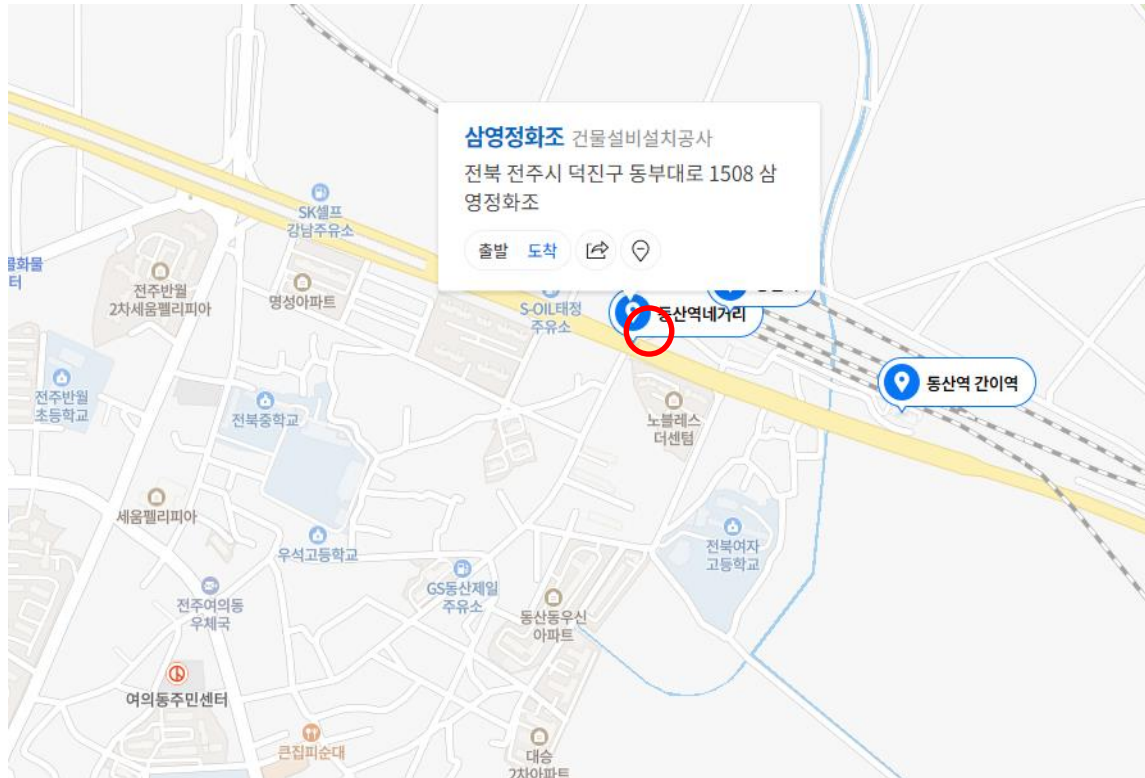 삼영정화조 건물설비설치공사
전북 전주시 덕진구 동부대로 1508 삼
영정화조
출발 도착
SK셀프
강남주유소
터
전주반월
2차세움펠리피아
명성아파트
S-OIL태정
주유소
동산역네거리
동산역 간이역
전주반월
초등학교
전북중학교
노블레스
더센텀
세움펠리피아
우석고등학교
전북여자
고등학교
GS동산제일
주유소
전주여의동
우체국
동산동우신
아파트
여의동주민센터
큰집피순대
대승
2차아파트